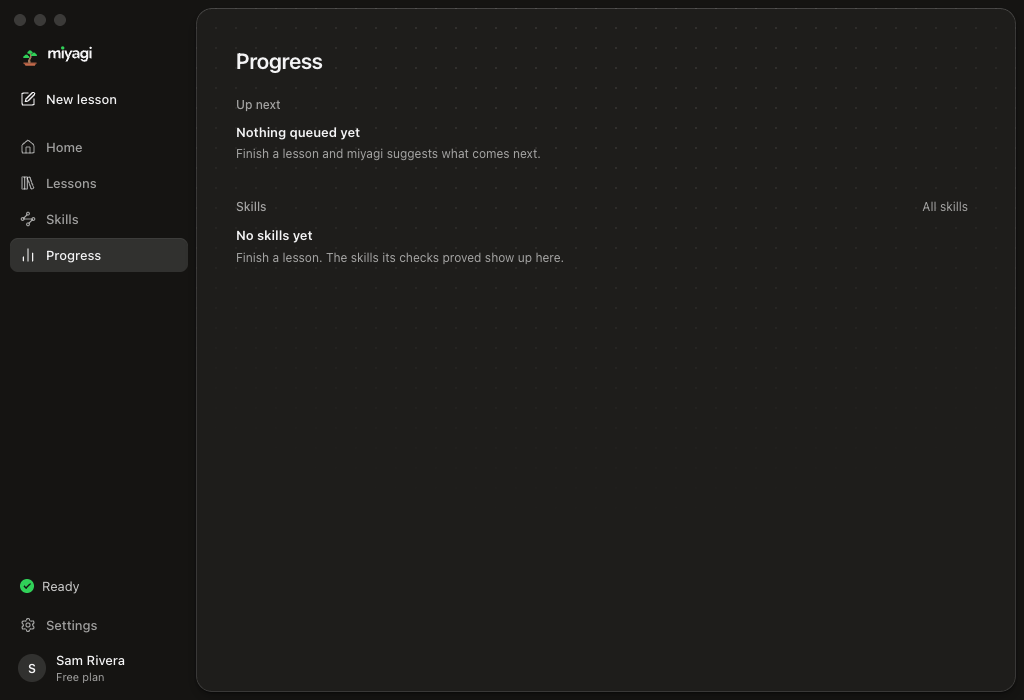 miyagi
New lesson
Home
Lessons
Skills
Progress
Ready
Settings
S
Sam Rivera
Free plan
Progress
Up next
Nothing queued yet
Finish a lesson and miyagi suggests what comes next.
Skills
All skills
No skills yet
Finish a lesson. The skills its checks proved show up here.